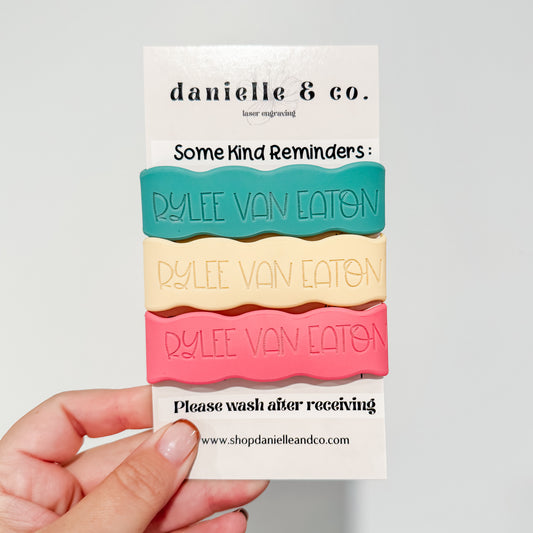 danielle & co.
laser engraving
Some Kind Reminders:
RYLEE VAN EATON
RYLEE VAN EATON
RYLEE VAN EATON
Please wash after receiving
www.shopdanielleandco.com